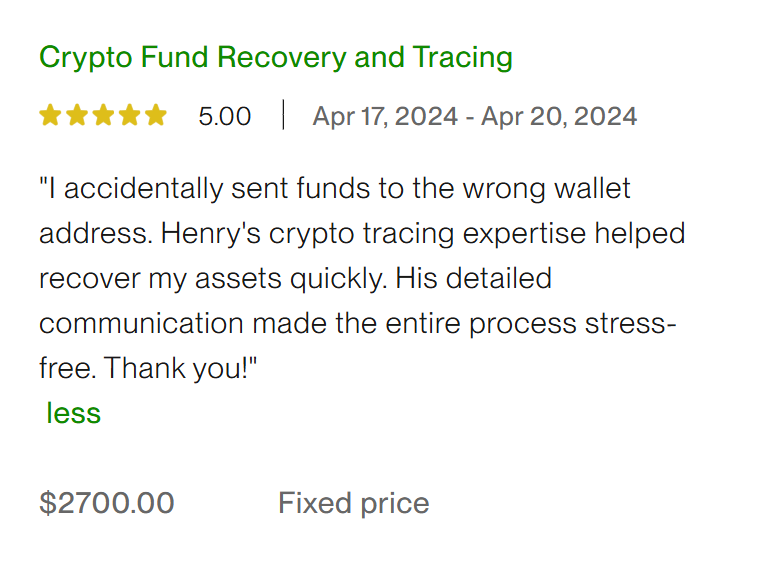 Crypto Fund Recovery and Tracing
5.00 | Apr 17, 2024 - Apr 20, 2024
"I accidentally sent funds to the wrong wallet
address. Henry's crypto tracing expertise helped
recover my assets quickly. His detailed
communication made the entire process stress-
free. Thank you!"
less
$2700.00 Fixed price